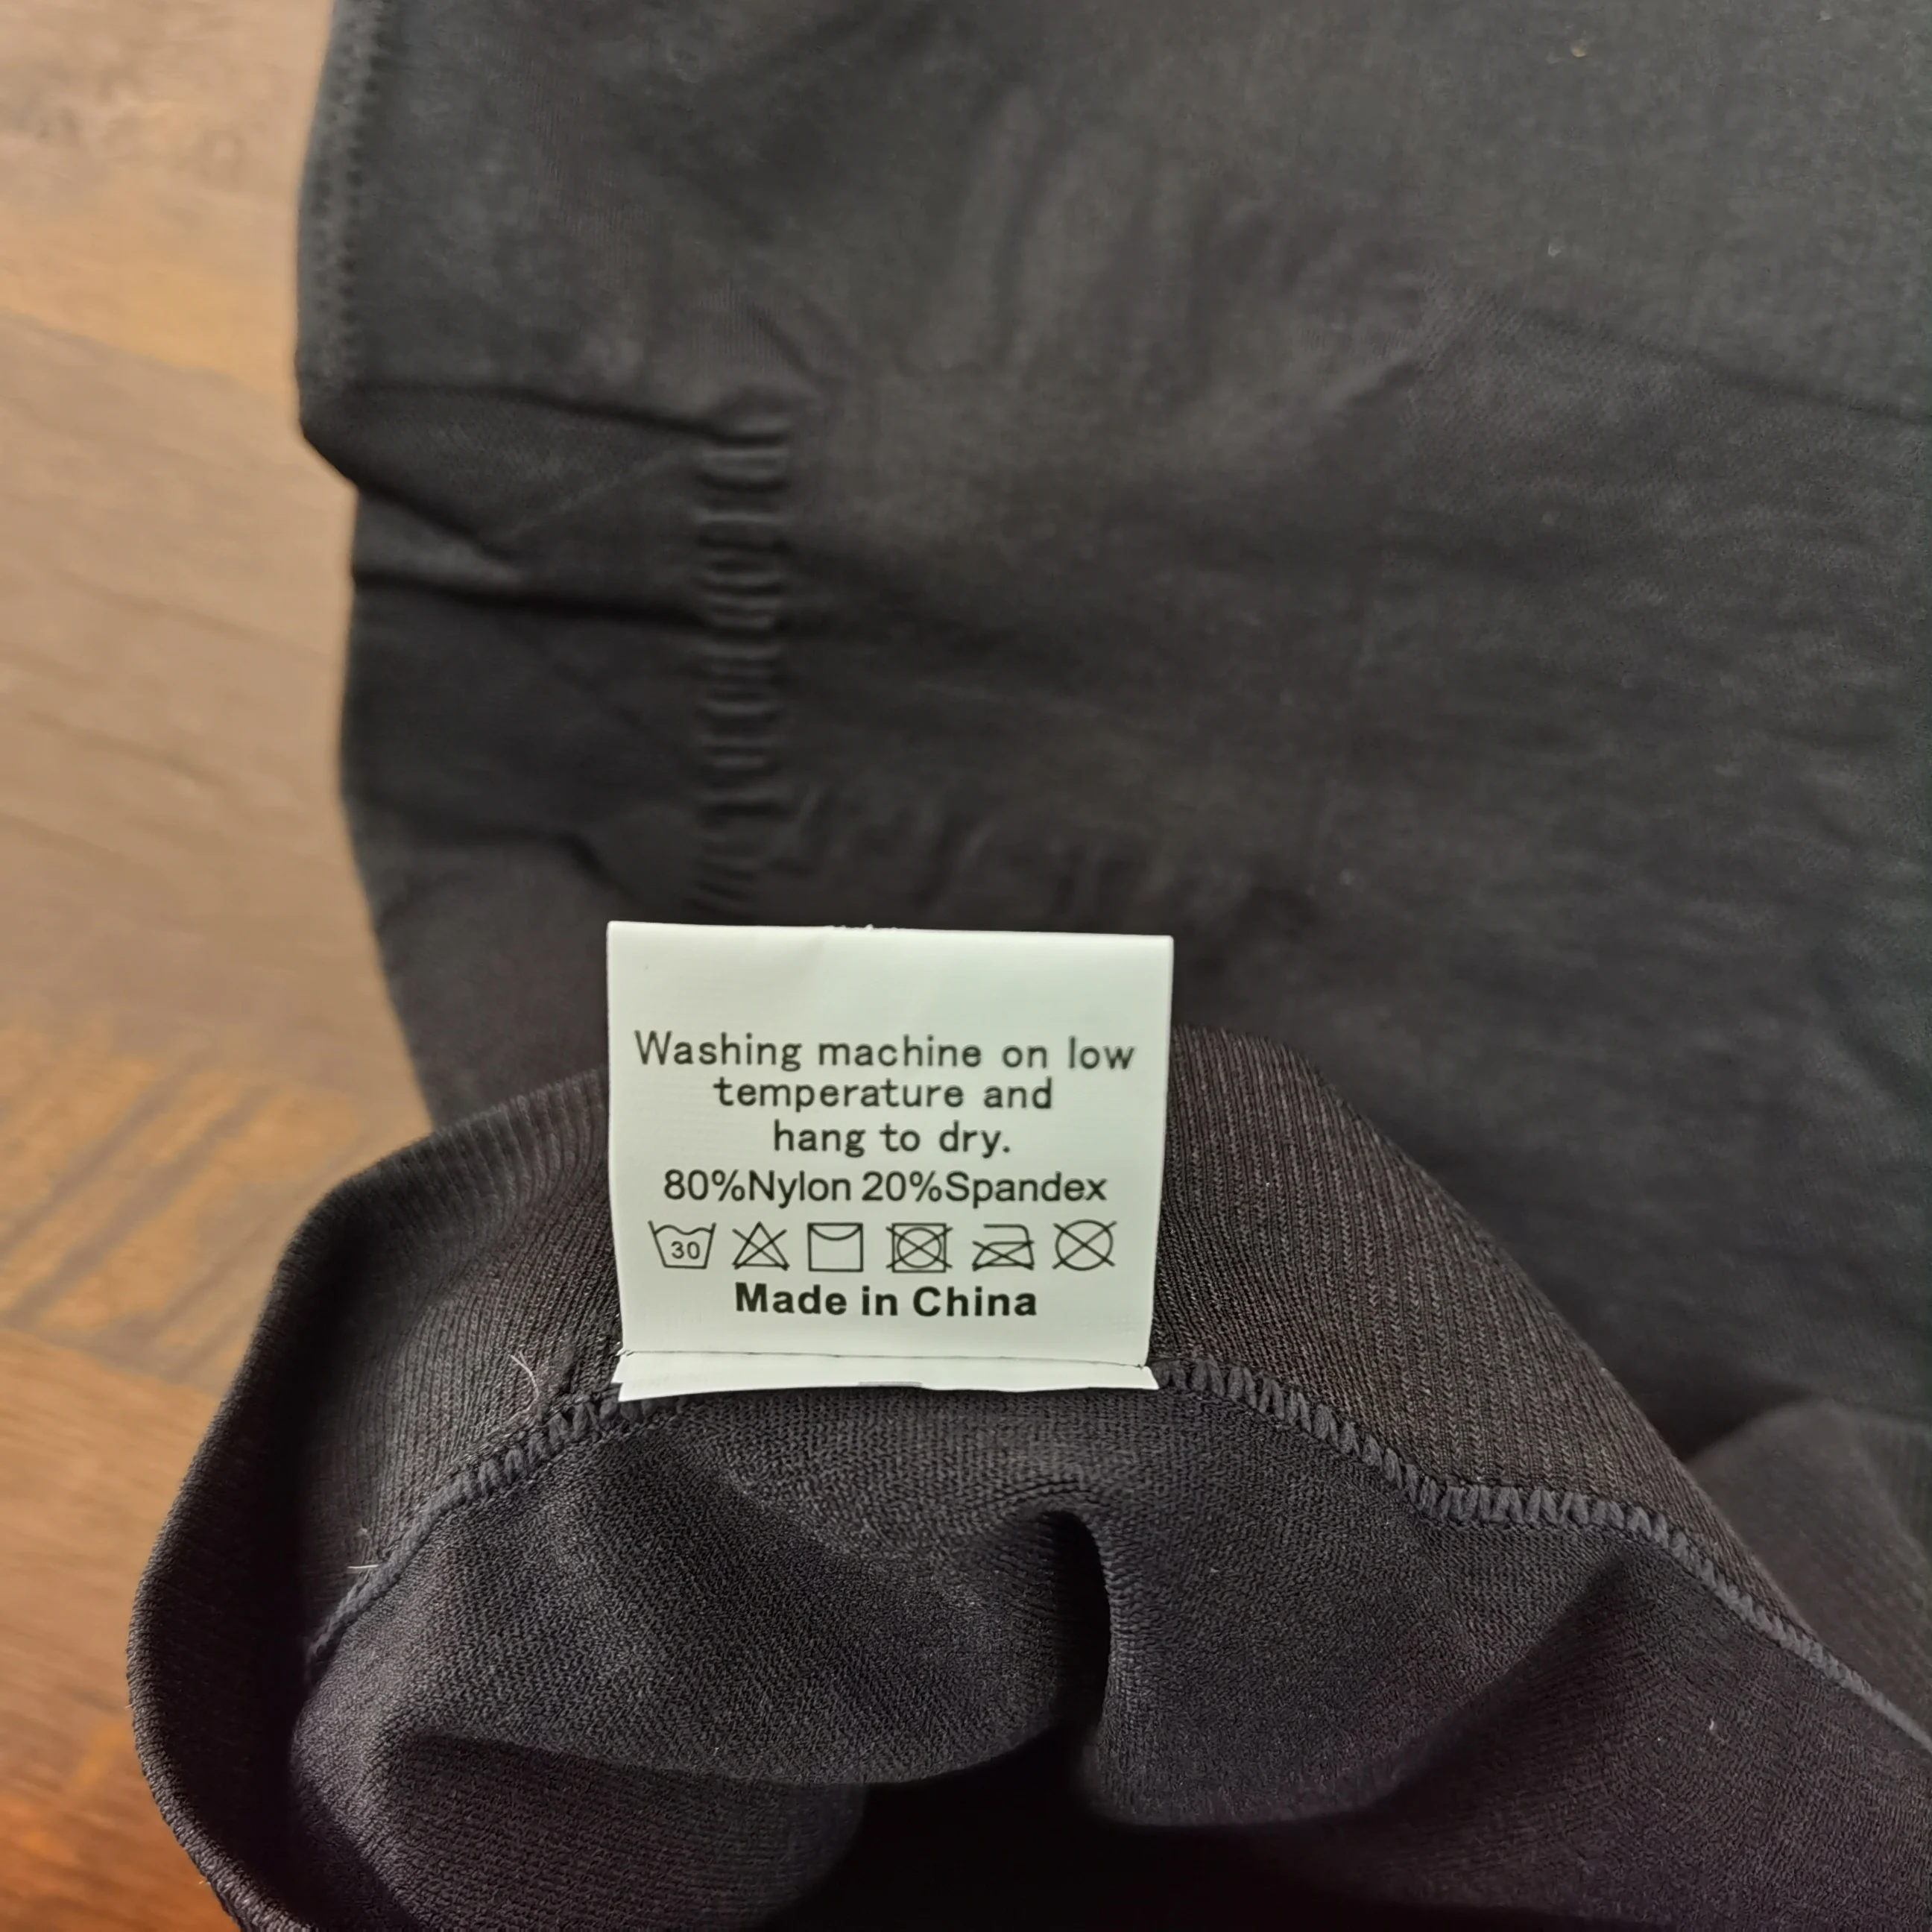 Washing machine on low
temperature and
hang to dry.
80%Nylon 20%Spandex
30
Made in China